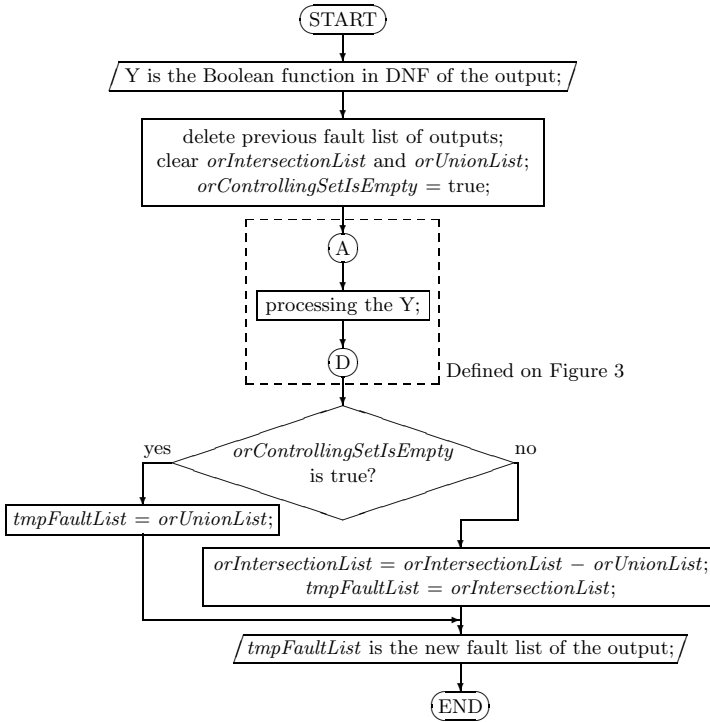 START
Y is the Boolean function in DNF of the output;
delete previous fault list of outputs;
clear orIntersectionList and orUnionList;
orControllingSetIsEmpty = true;
A
processing the Y;
D
Defined on Figure 3
yes
orControllingSetIsEmpty
is true?
no
tmpFaultList = orUnionList;
orIntersectionList = orIntersectionList − orUnionList;
tmpFaultList = orIntersectionList;
tmpFaultList is the new fault list of the output;
END